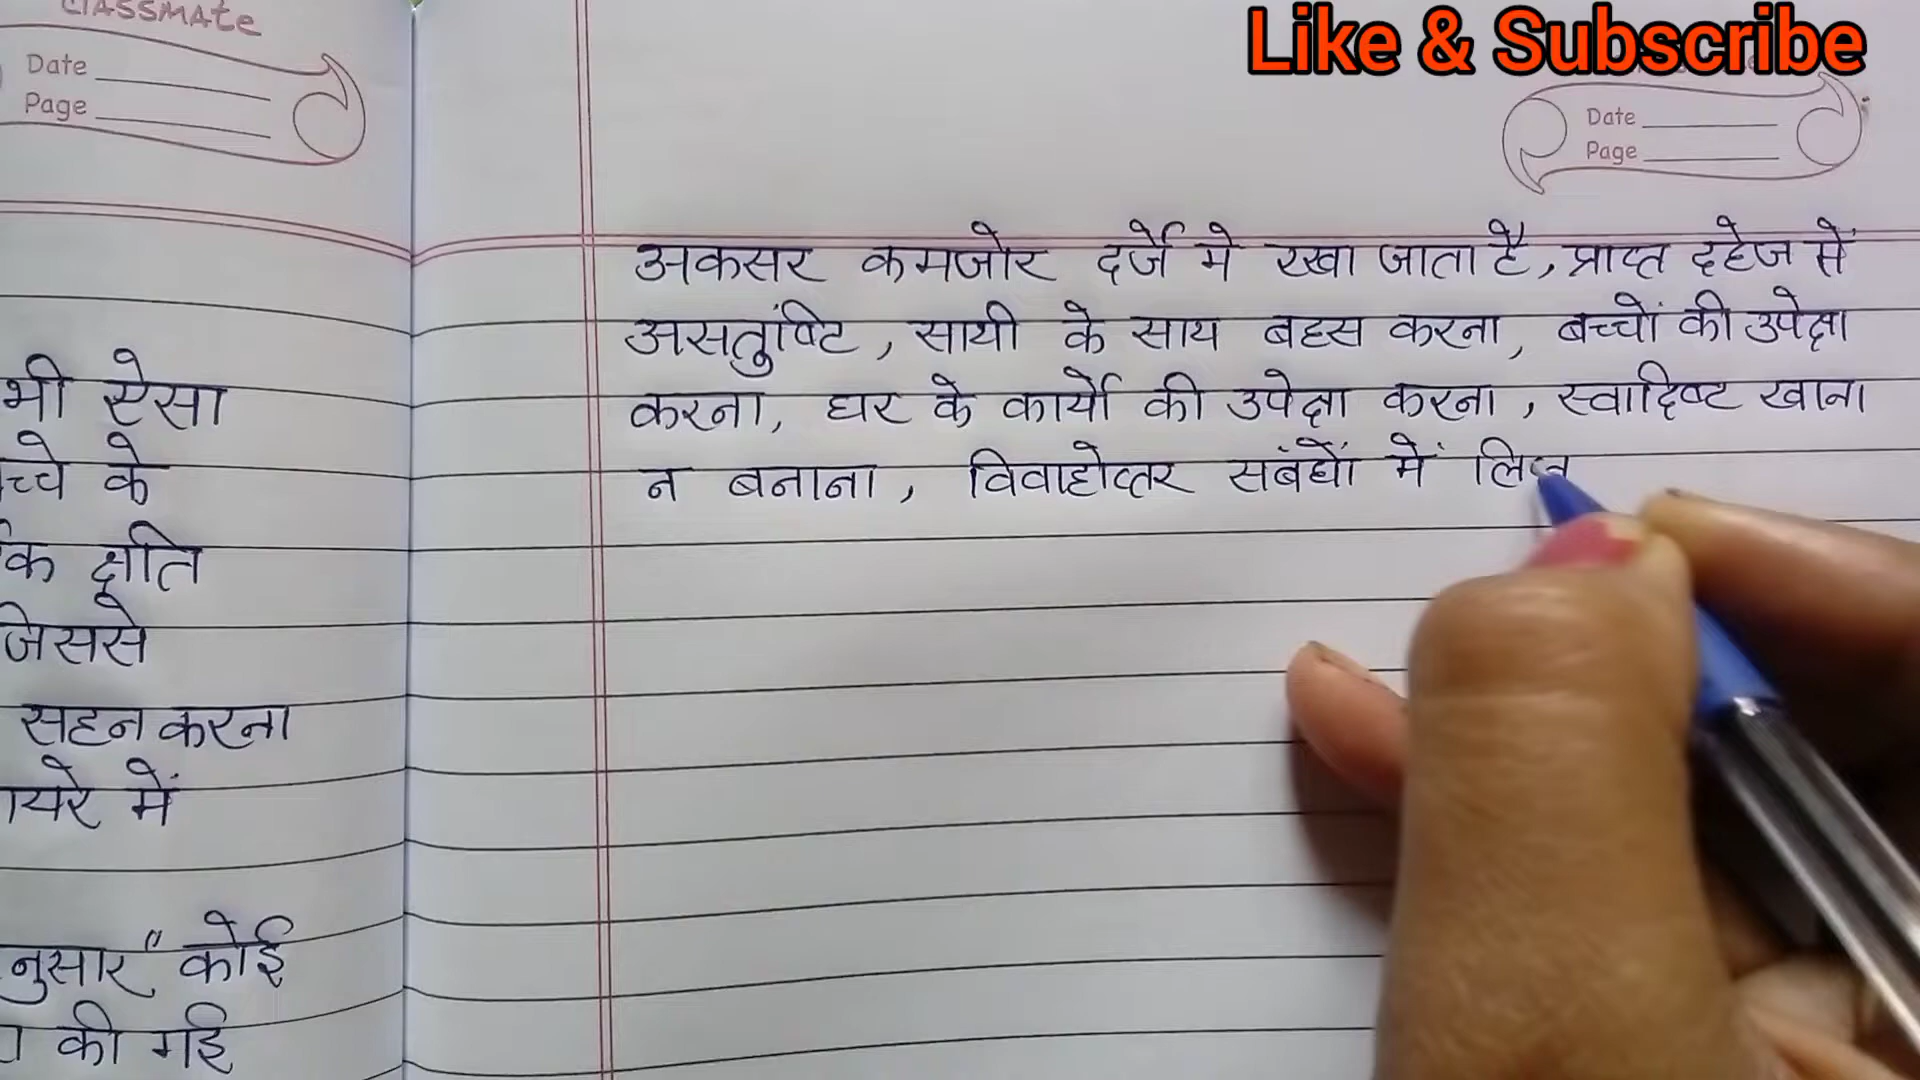 classmate
Date
Page
भी ऐसा
च्चे के
क क्षति
जिससे
सहन करना
ायरे में
नुसार " कोई
की गई
Like & Subscribe
Date
Page
अकसर कमजोर दर्जे मे रखा जाता है, प्राप्त दहेज में
असतुंष्टि, साथी के साथ बहस करना, बच्चों की उपेक्षा
करना, घर के कार्यो की उपेक्षा करना, स्वादिष्ट खाना
न बनाना, विवाहोत्तर संबंधों में लिप्त